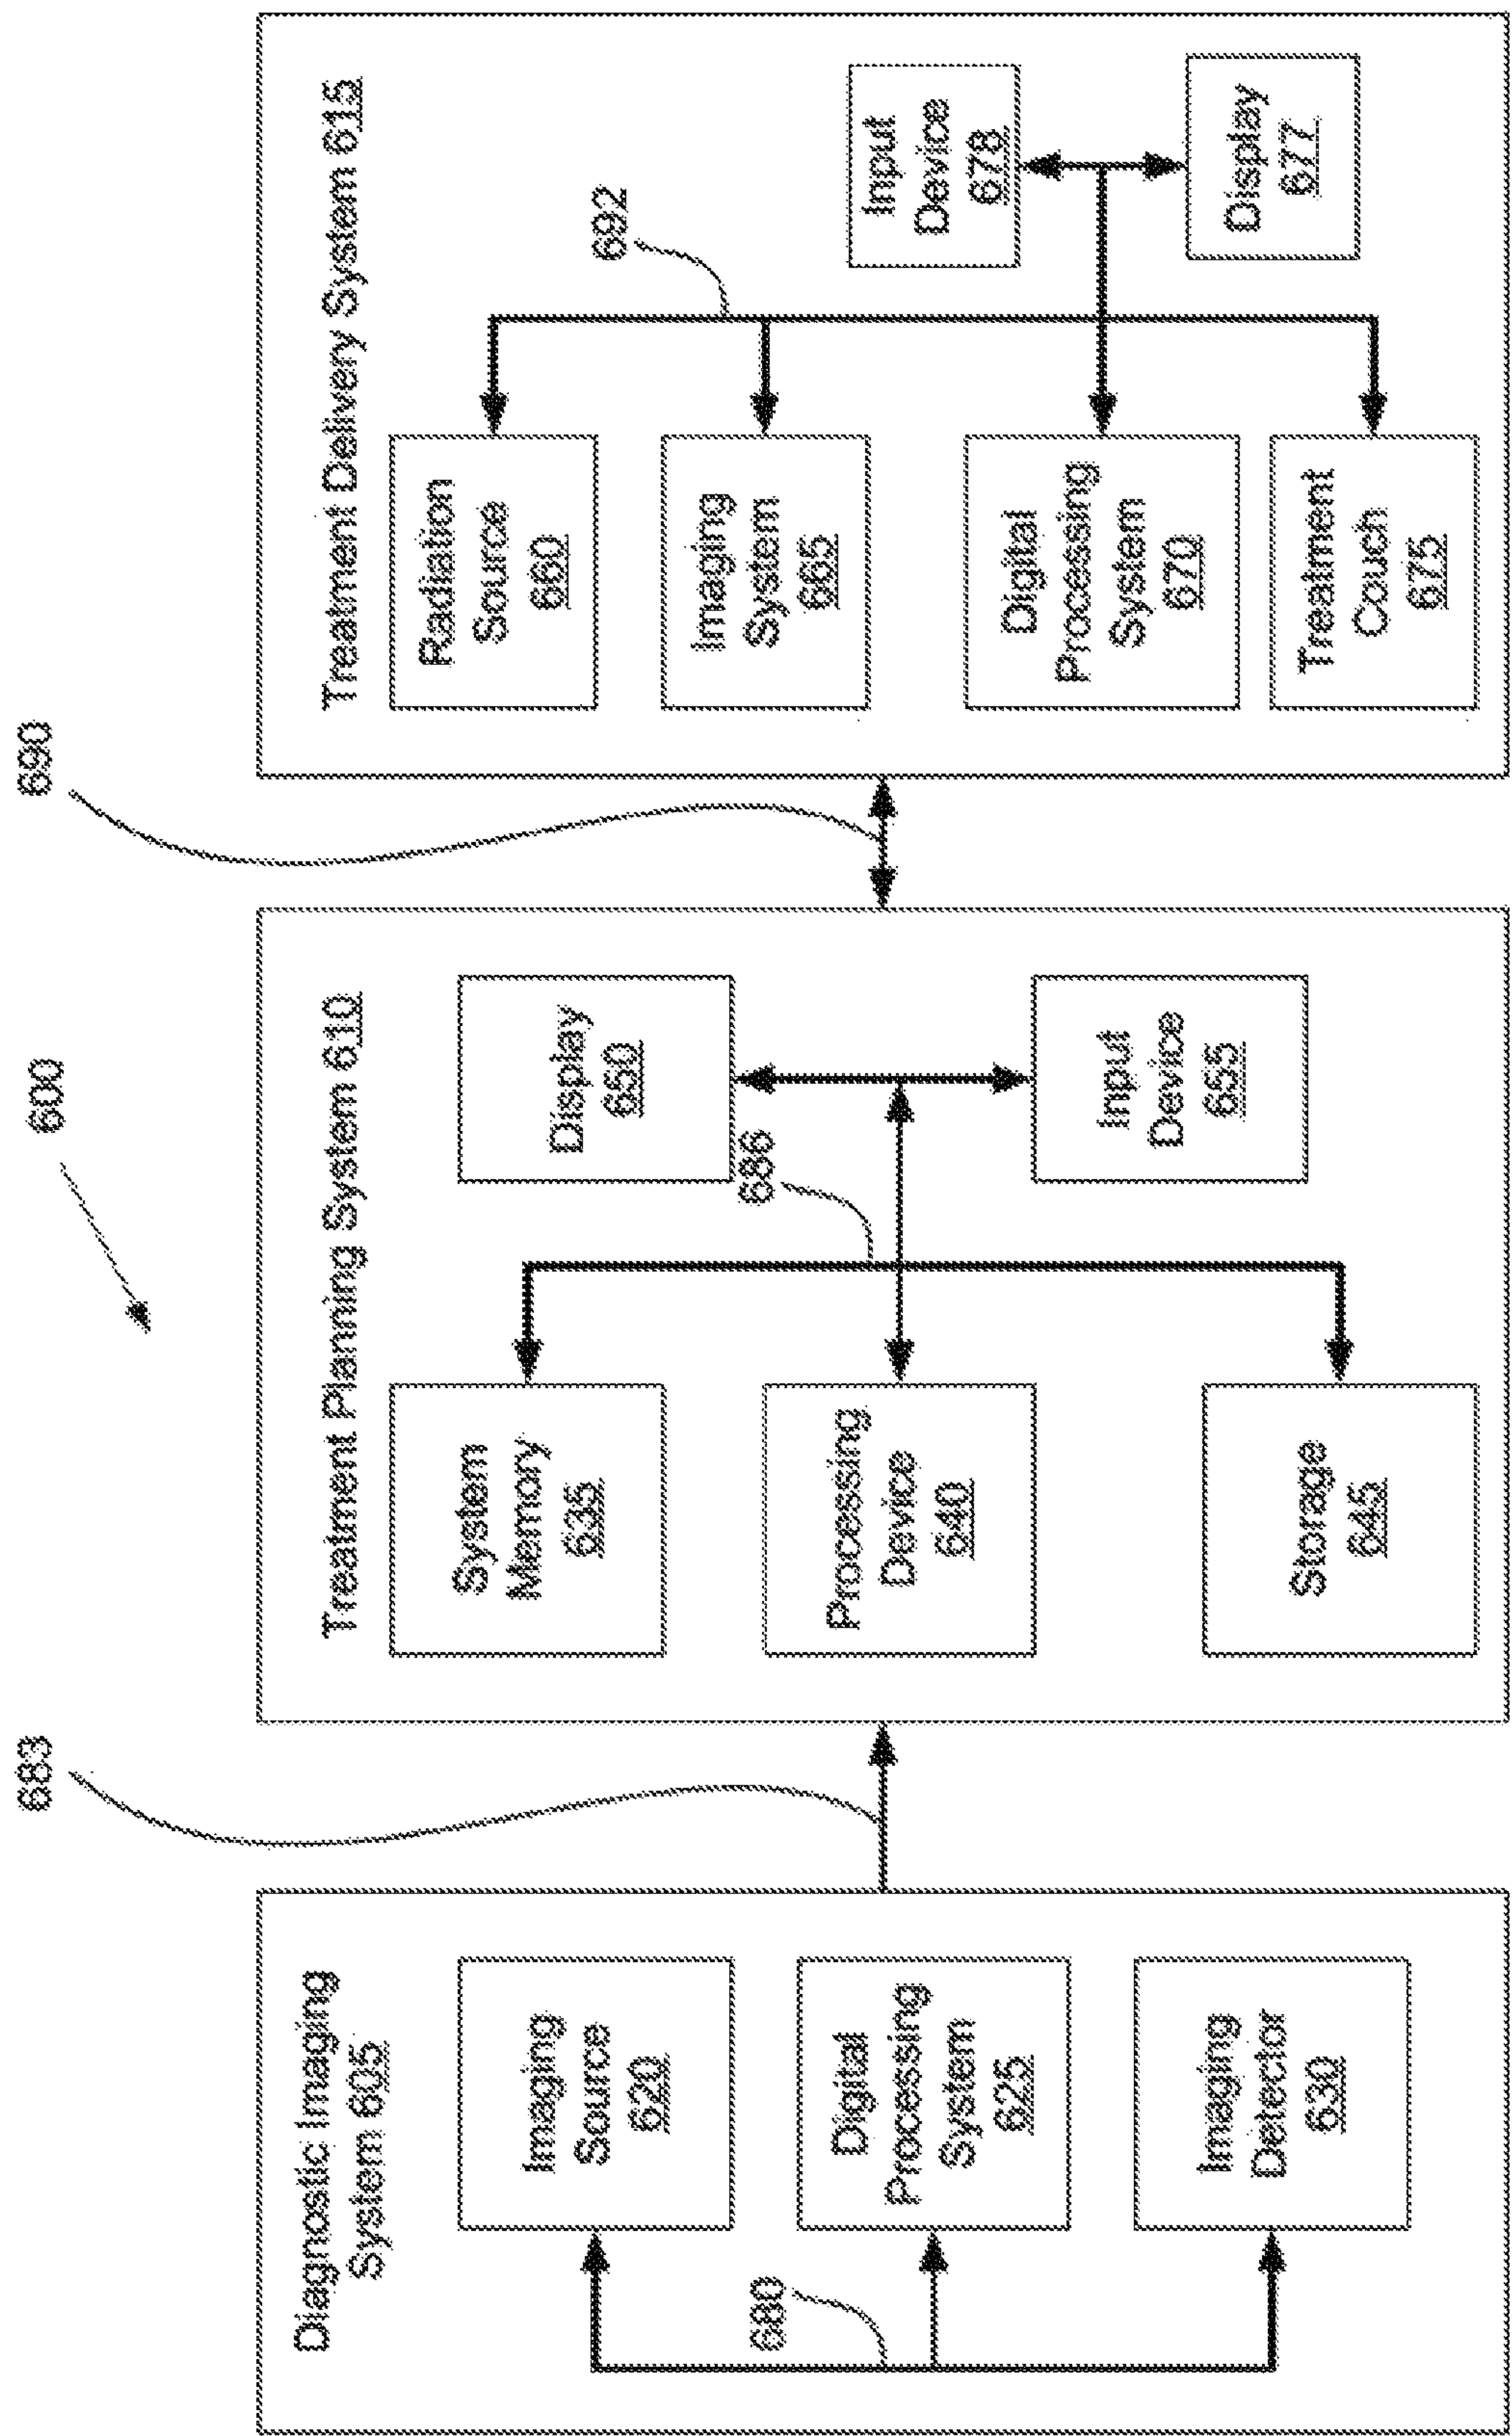 600
683
690
Diagnostic Imaging
System 605
Imaging
Source
620
Digital
Processing
System
625
Imaging
Detector
630
680
Treatment Planning System 610
System
Memory
635
Processing
Device
640
Storage
645
686
Display
650
Input
Device
655
Treatment Delivery System 615
Radiation
Source
660
Imaging
System
665
Digital
Processing
System
670
Treatment
Couch
675
692
Input
Device
678
Display
677